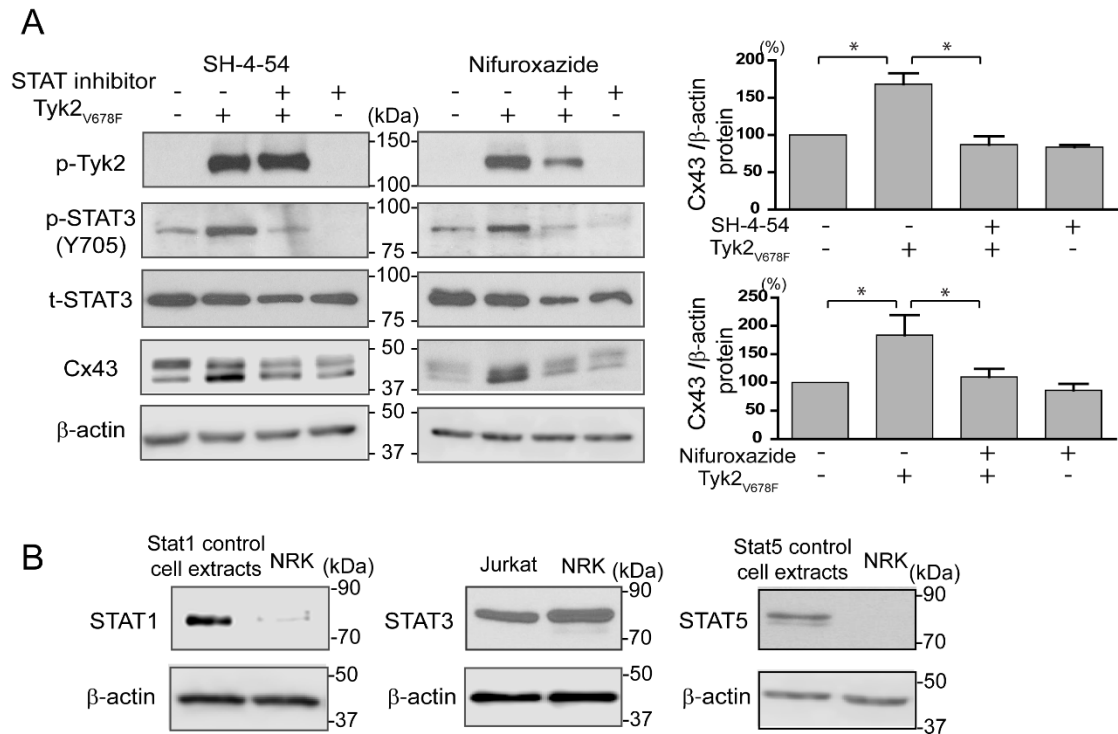 A
SH-4-54
Nifuroxazide
STAT inhibitor - - + + - - + +
Tyk2V678F - + + - (kDa) - + + -
p-Tyk2
-150
-150
100
100
p-STAT3
(Y705)
-100
-100
75
75
t-STAT3
-100
-100
75
75
Cx43
-50
-50
37
37
β-actin
-50
-50
-37
-37
(%)
Cx43 /β-actin
protein
200
150
100
50
0
* *
SH-4-54 - - + +
Tyk2V678F - + + -
(%)
Cx43 /β-actin
protein
250
200
150
100
50
0
* *
Nifuroxazide - - + +
Tyk2V678F - + + -
B
Stat1 control
cell extracts NRK (kDa)
STAT1
-90
-70
β-actin
-50
-37
Jurkat NRK (kDa)
STAT3
-90
-70
β-actin
-50
-37
Stat5 control
cell extracts NRK (kDa)
STAT5
-90
-70
β-actin
-50
-37